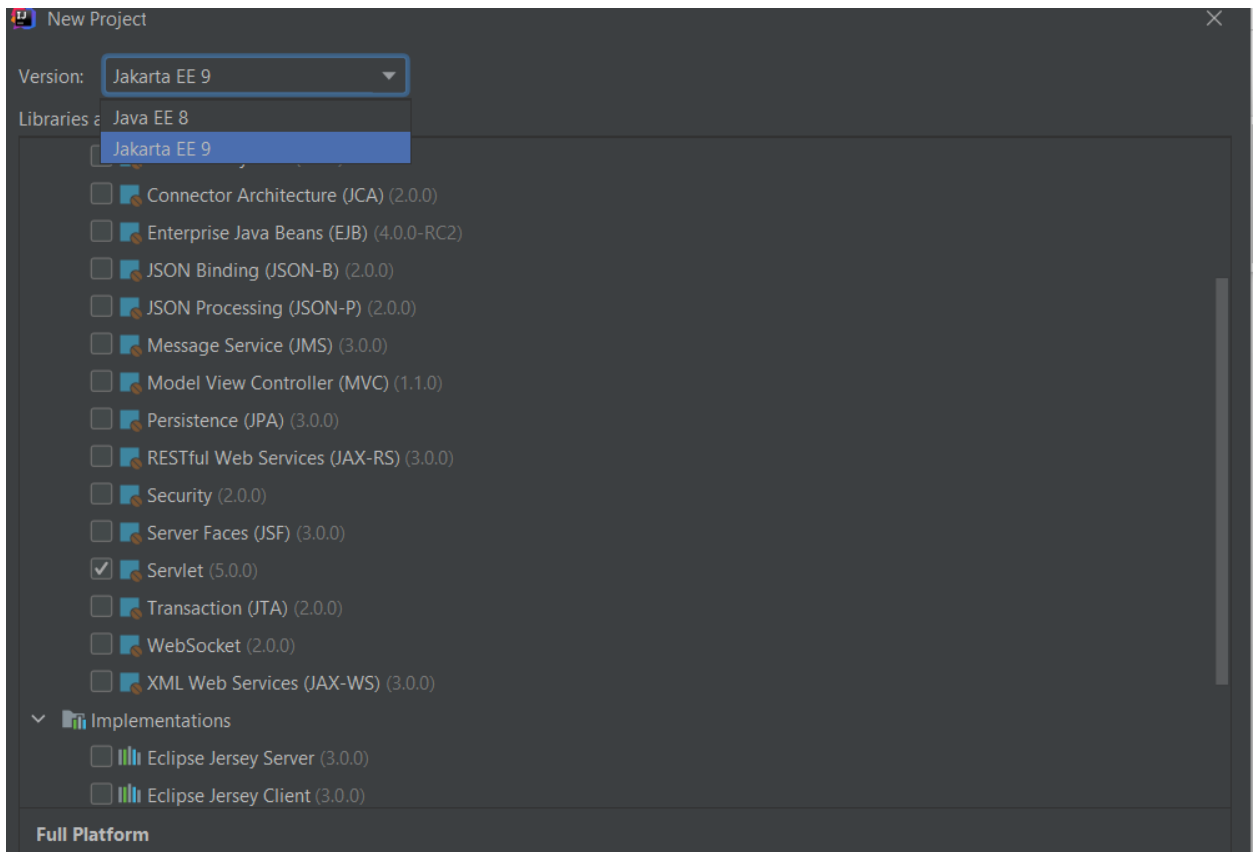 New Project
Version: Jakarta EE 9
Java EE 8
Libraries a
Jakarta EE 9
Connector Architecture (JCA) (2.0.0)
Enterprise Java Beans (EJB) (4.0.0-RC2)
JSON Binding (JSON-B) (2.0.0)
JSON Processing (JSON-P) (2.0.0)
Message Service (JMS) (3.0.0)
Model View Controller (MVC) (1.1.0)
Persistence (JPA) (3.0.0)
RESTful Web Services (JAX-RS) (3.0.0)
Security (2.0.0)
Server Faces (JSF) (3.0.0)
Servlet (5.0.0)
Transaction (JTA) (2.0.0)
WebSocket (2.0.0)
XML Web Services (JAX-WS) (3.0.0)
Implementations
Eclipse Jersey Server (3.0.0)
Eclipse Jersey Client (3.0.0)
Full Platform